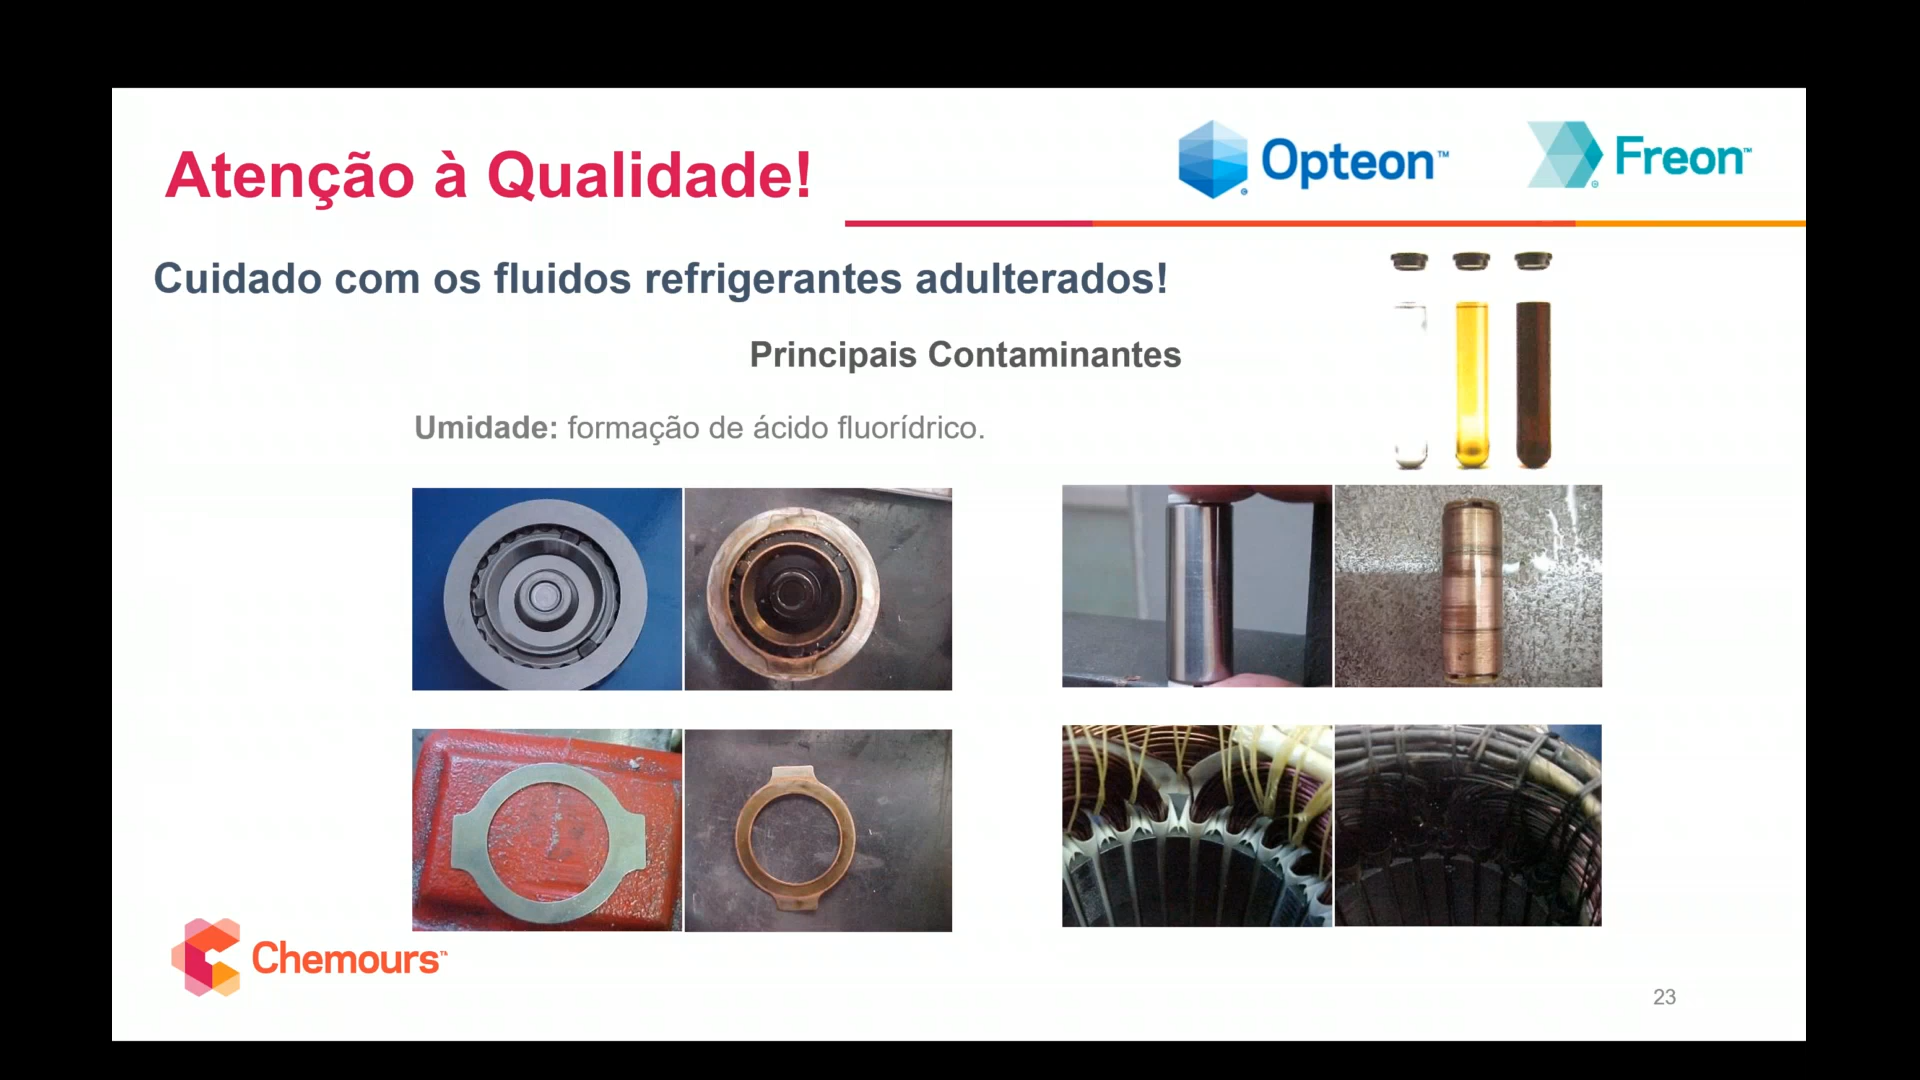 Atenção à Qualidade!
Opteon™
Freon™
Cuidado com os fluidos refrigerantes adulterados!
Principais Contaminantes
Umidade: formação de ácido fluorídrico.
Chemours™
23